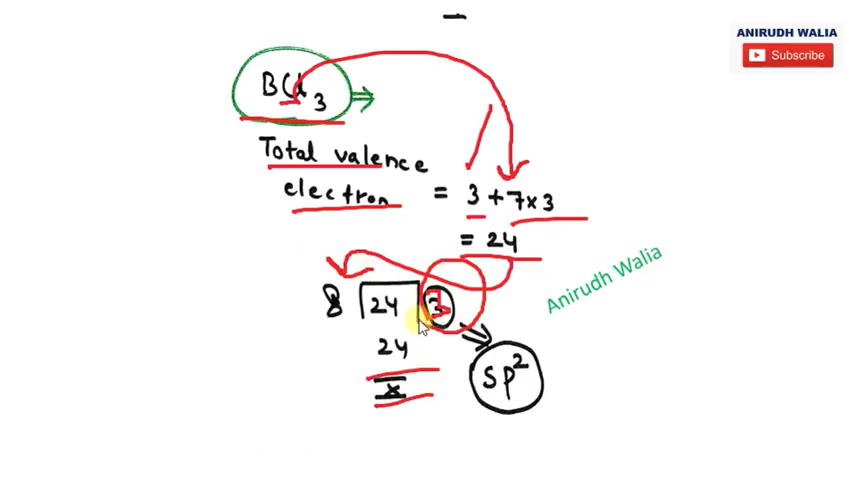 ANIRUDH WALIA
Subscribe
BCl3
Total valence
electron = 3 + 7x3
= 24
8 24 3
24
x
sp2
Anirudh Walia